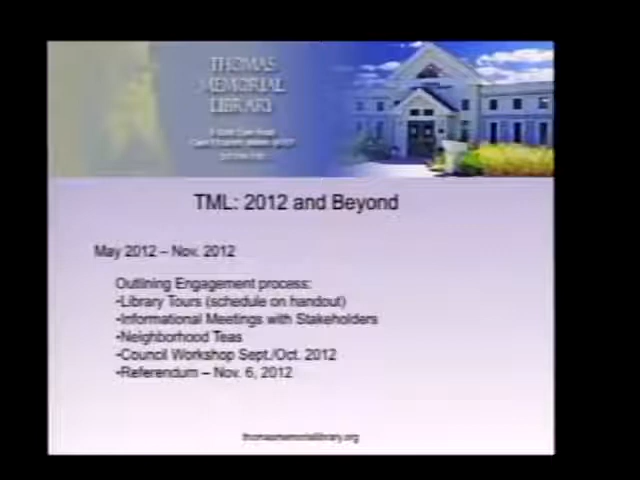 THOMAS
MEMORIAL
LIBRARY
TML: 2012 and Beyond
May 2012 – Nov. 2012
Outlining Engagement process:
•Library Tours (schedule on handout)
•Informational Meetings with Stakeholders
•Neighborhood Teas
•Council Workshop Sept./Oct. 2012
•Referendum – Nov. 6, 2012
thomasmemoriallibrary.org